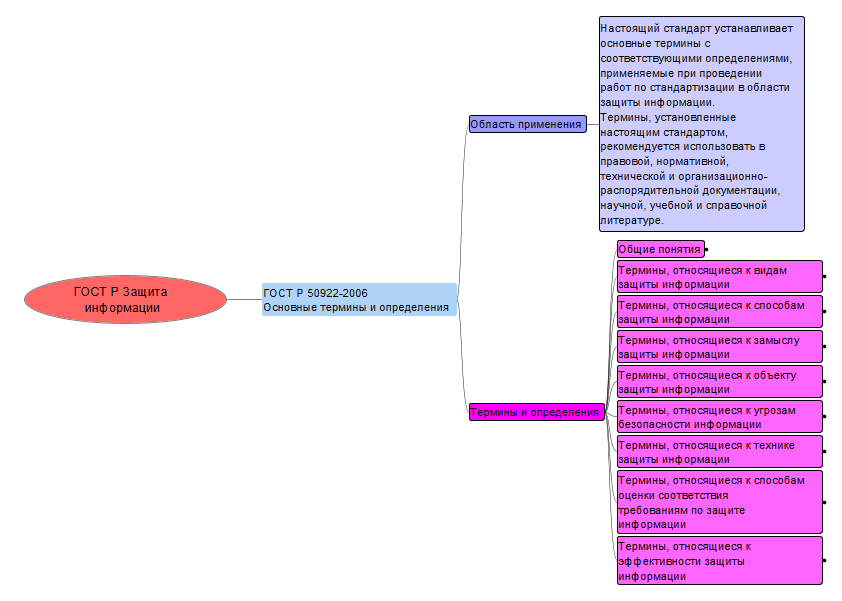 ГОСТ Р Защита
информации
ГОСТ Р 50922-2006
Основные термины и определения
Область применения
Настоящий стандарт устанавливает
основные термины с
соответствующими определениями,
применяемые при проведении
работ по стандартизации в области
защиты информации.
Термины, установленные
настоящим стандартом,
рекомендуется использовать в
правовой, нормативной,
технической и организационно-
распорядительной документации,
научной, учебной и справочной
литературе.
Термины и определения
Общие понятия
Термины, относящиеся к видам
защиты информации
Термины, относящиеся к способам
защиты информации
Термины, относящиеся к замыслу
защиты информации
Термины, относящиеся к объекту
защиты информации
Термины, относящиеся к угрозам
безопасности информации
Термины, относящиеся к технике
защиты информации
Термины, относящиеся к способам
оценки соответствия
требованиям по защите
информации
Термины, относящиеся к
эффективности защиты
информации